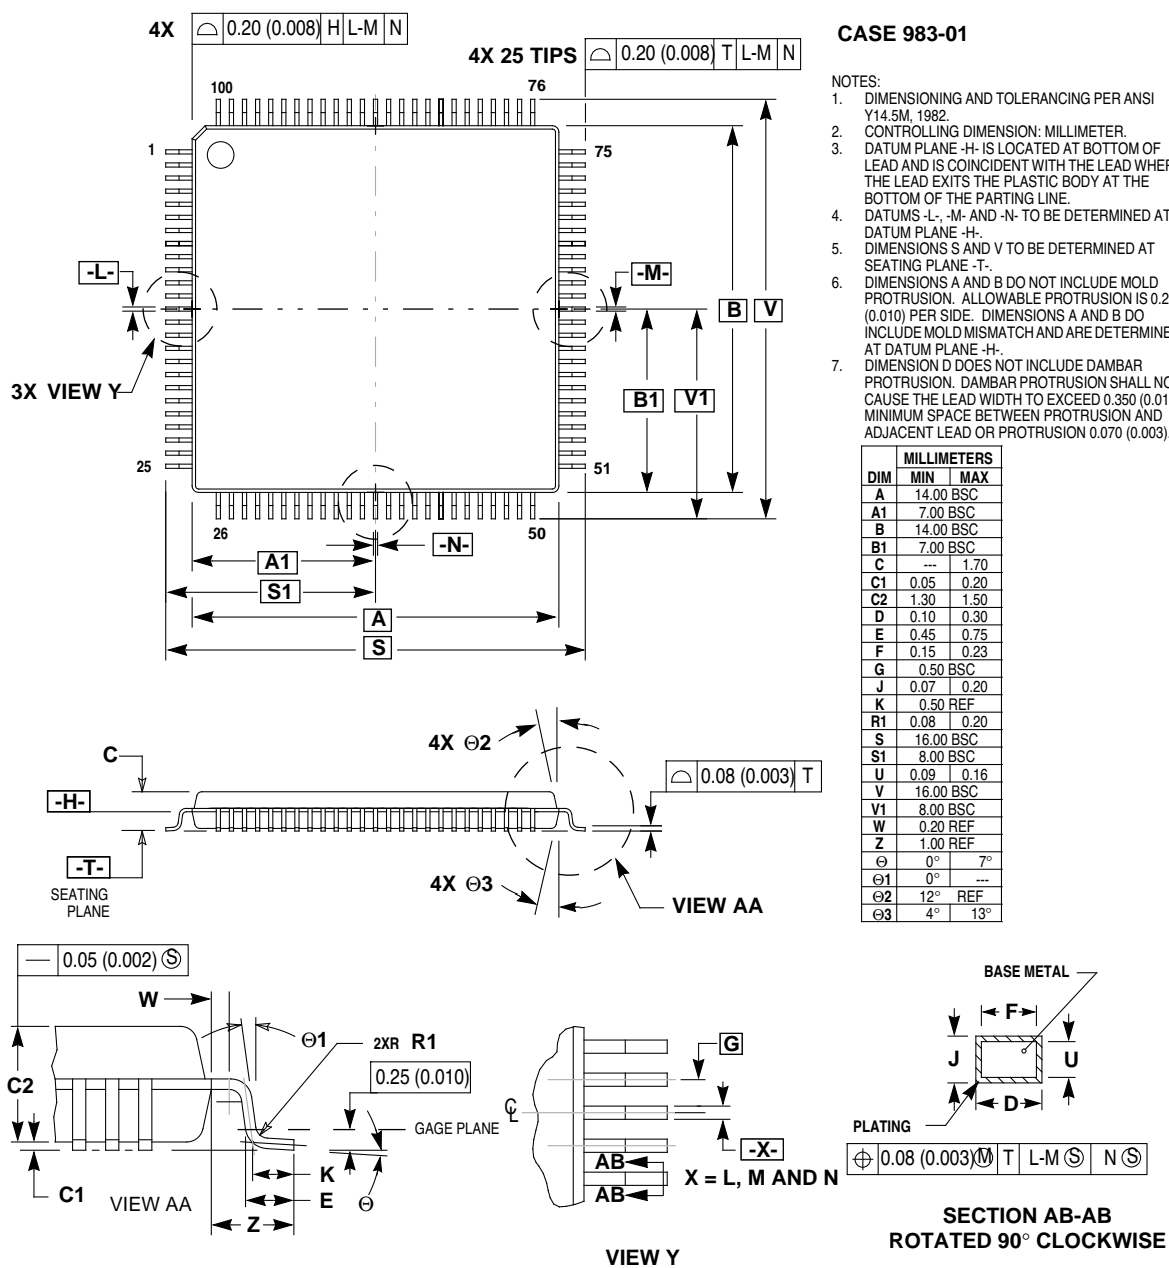 4X
0.20 (0.008) H L-M N
4X 25 TIPS
0.20 (0.008) T L-M N
100
76
1
75
-L-
-M-
B
V
3X VIEW Y
B1
V1
25
51
26
50
-N-
A1
S1
A
S
CASE 983-01
NOTES:
1. DIMENSIONING AND TOLERANCING PER ANSI
Y14.5M, 1982.
2. CONTROLLING DIMENSION: MILLIMETER.
3. DATUM PLANE -H- IS LOCATED AT BOTTOM OF
LEAD AND IS COINCIDENT WITH THE LEAD WHER
THE LEAD EXITS THE PLASTIC BODY AT THE
BOTTOM OF THE PARTING LINE.
4. DATUMS -L-, -M- AND -N- TO BE DETERMINED AT
DATUM PLANE -H-.
5. DIMENSIONS S AND V TO BE DETERMINED AT
SEATING PLANE -T-.
6. DIMENSIONS A AND B DO NOT INCLUDE MOLD
PROTRUSION. ALLOWABLE PROTRUSION IS 0.2
(0.010) PER SIDE. DIMENSIONS A AND B DO
INCLUDE MOLD MISMATCH AND ARE DETERMINE
AT DATUM PLANE -H-.
7. DIMENSION D DOES NOT INCLUDE DAMBAR
PROTRUSION. DAMBAR PROTRUSION SHALL NO
CAUSE THE LEAD WIDTH TO EXCEED 0.350 (0.01
MINIMUM SPACE BETWEEN PROTRUSION AND
ADJACENT LEAD OR PROTRUSION 0.070 (0.003).
MILLIMETERS
DIM MIN MAX
A 14.00 BSC
A1 7.00 BSC
B 14.00 BSC
B1 7.00 BSC
C --- 1.70
C1 0.05 0.20
C2 1.30 1.50
D 0.10 0.30
E 0.45 0.75
F 0.15 0.23
G 0.50 BSC
J 0.07 0.20
K 0.50 REF
R1 0.08 0.20
S 16.00 BSC
S1 8.00 BSC
U 0.09 0.16
V 16.00 BSC
V1 8.00 BSC
W 0.20 REF
Z 1.00 REF
Θ 0° 7°
Θ1 0° ---
Θ2 12° REF
Θ3 4° 13°
C
4X Θ2
0.08 (0.003) T
-H-
-T-
SEATING
PLANE
4X Θ3
VIEW AA
0.05 (0.002) Ⓢ
W
Θ1
2XR R1
0.25 (0.010)
C2
GAGE PLANE
K
C1
VIEW AA
E
Θ
Z
G
℄
-X-
AB
X = L, M AND N
AB
VIEW Y
BASE METAL
F
J
U
D
PLATING
⌖ 0.08 (0.003) Ⓜ T L-M Ⓢ N Ⓢ
SECTION AB-AB
ROTATED 90° CLOCKWISE